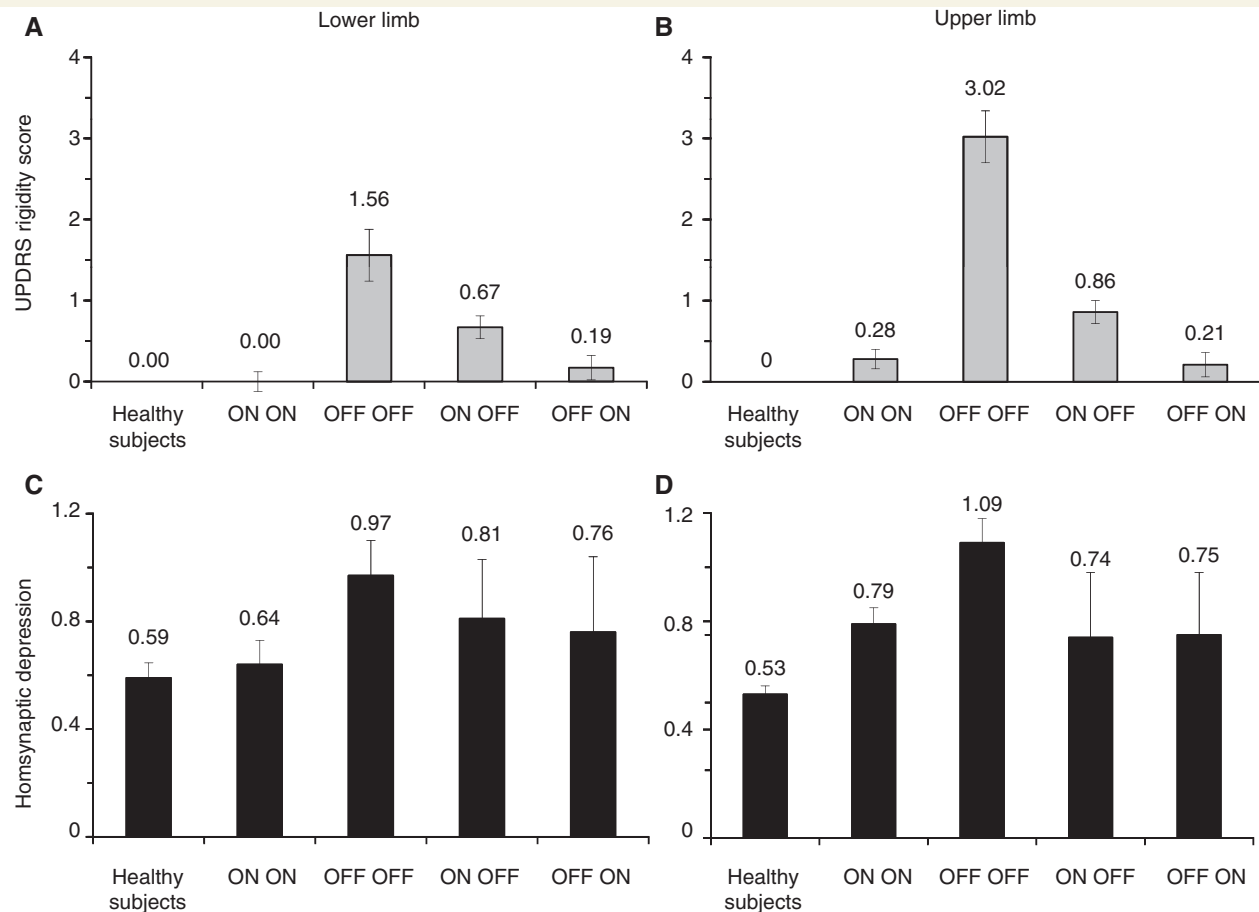 A
Lower limb
UPDRS rigidity score
4
3
2
1
0
0.00
0.00
1.56
0.67
0.19
Healthy subjects
ON ON
OFF OFF
ON OFF
OFF ON
B
Upper limb
4
3
2
1
0
0
0.28
3.02
0.86
0.21
Healthy subjects
ON ON
OFF OFF
ON OFF
OFF ON
C
Homsynaptic depression
1.2
0.8
0.4
0
0.59
0.64
0.97
0.81
0.76
Healthy subjects
ON ON
OFF OFF
ON OFF
OFF ON
D
1.2
0.8
0.4
0
0.53
0.79
1.09
0.74
0.75
Healthy subjects
ON ON
OFF OFF
ON OFF
OFF ON